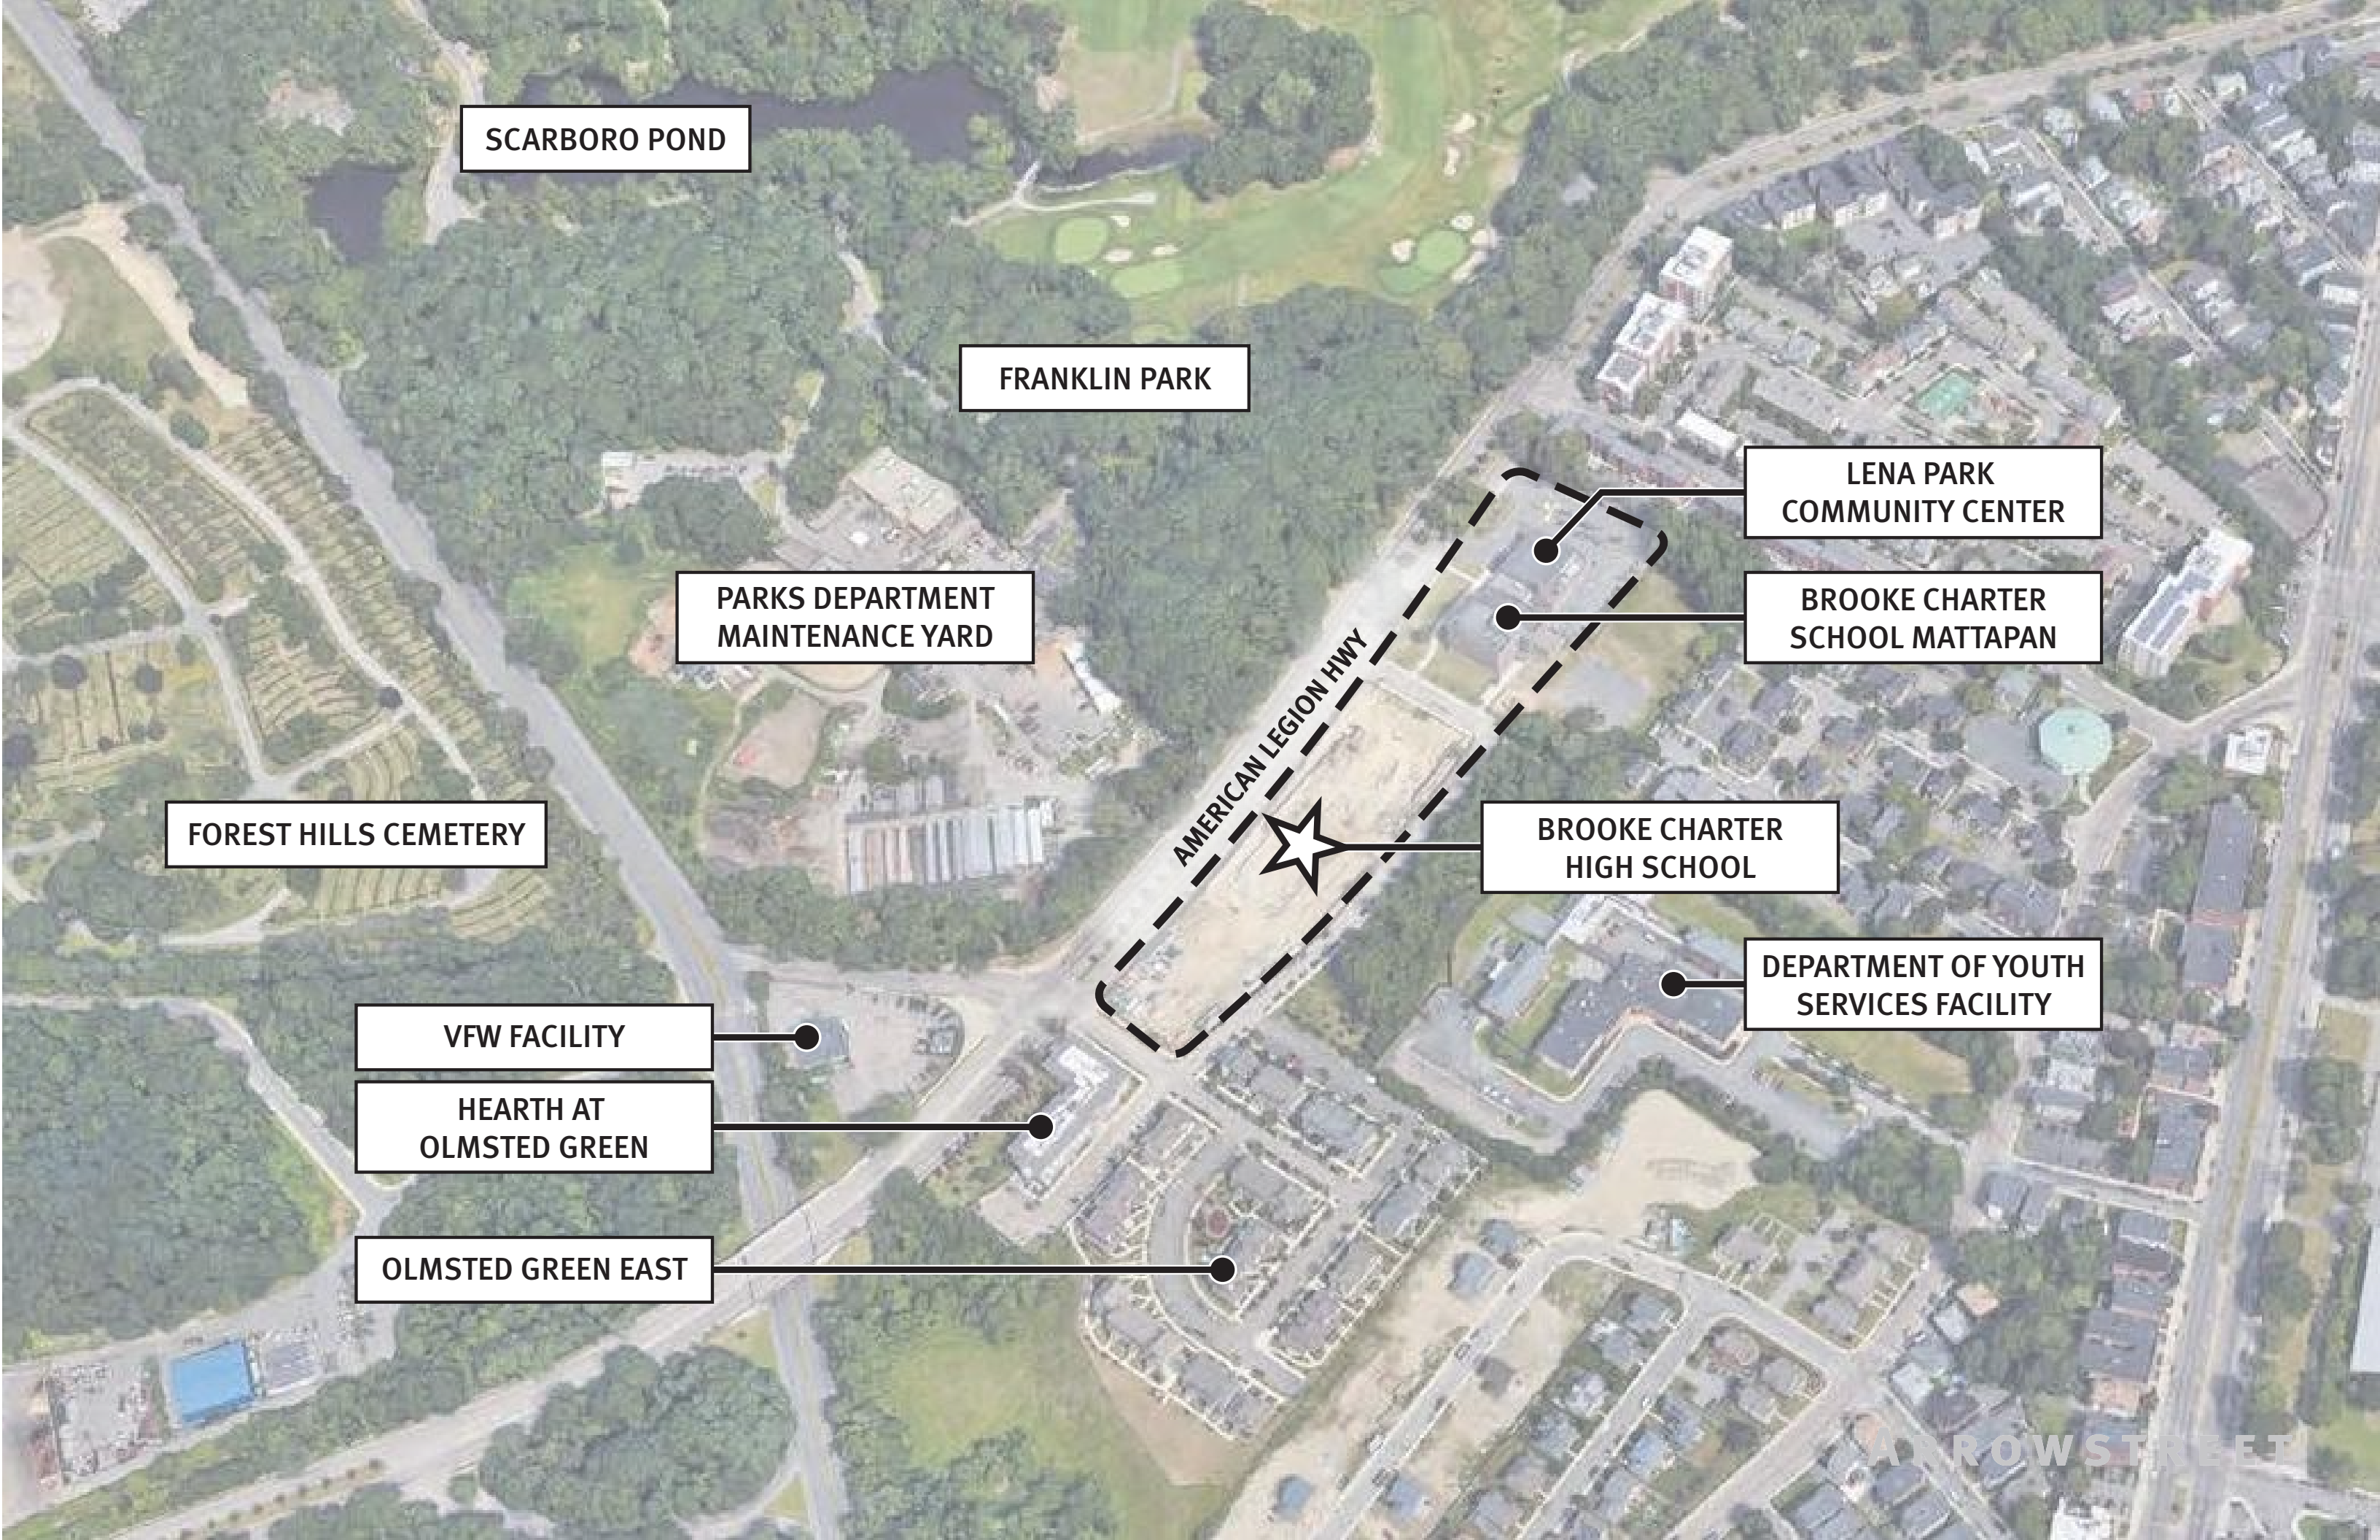 SCARBORO POND
FRANKLIN PARK
LENA PARK
COMMUNITY CENTER
PARKS DEPARTMENT
MAINTENANCE YARD
BROOKE CHARTER
SCHOOL MATTAPAN
AMERICAN LEGION HWY
FOREST HILLS CEMETERY
BROOKE CHARTER
HIGH SCHOOL
DEPARTMENT OF YOUTH
SERVICES FACILITY
VFW FACILITY
HEARTH AT
OLMSTED GREEN
OLMSTED GREEN EAST
ARROWSTREET